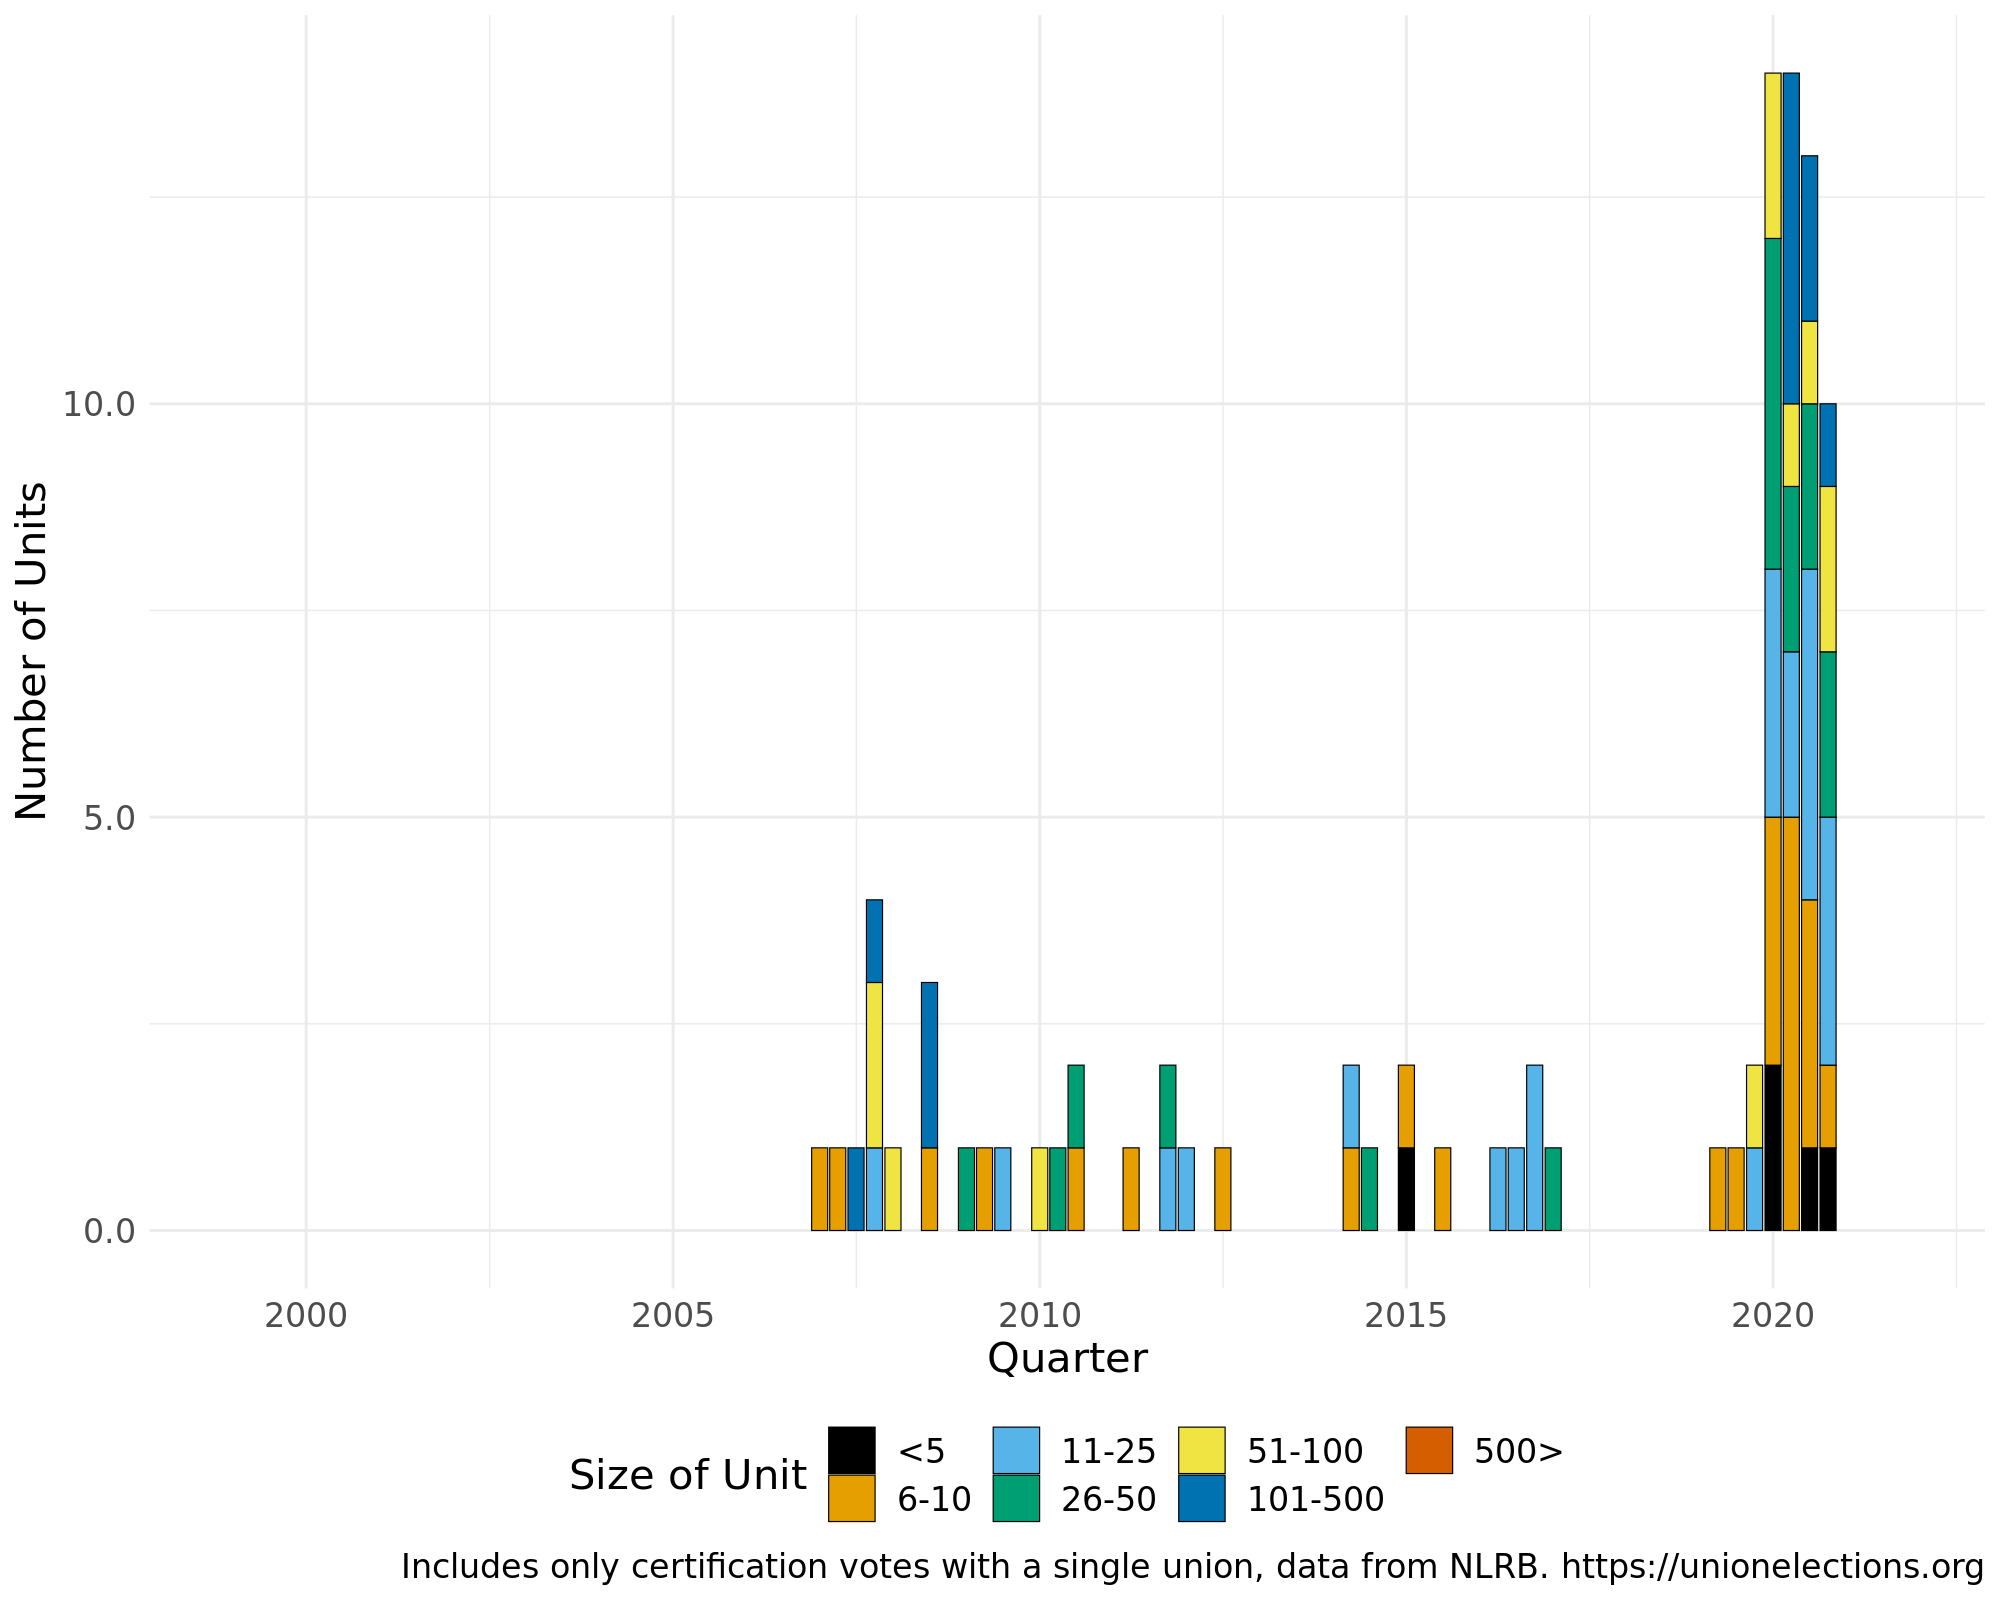 10.0
5.0
0.0
Number of Units
2000 2005 2010 2015 2020
Quarter
Size of Unit
<5 11-25 51-100 500>
6-10 26-50 101-500
Includes only certification votes with a single union, data from NLRB. https://unionelections.org